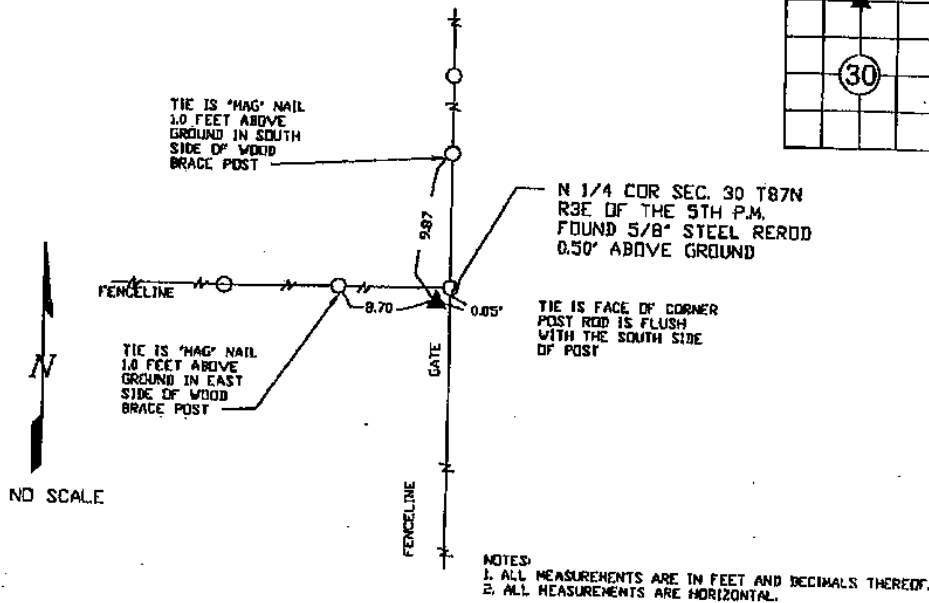 30
TIE IS "MAG" NAIL
1.0 FEET ABOVE
GROUND IN SOUTH
SIDE OF WOOD
BRACE POST
N 1/4 COR SEC. 30 T87N
R3E OF THE 5TH P.M.
FOUND 5/8" STEEL REROD
0.50' ABOVE GROUND
9.87
FENCELINE
8.70
0.05'
TIE IS FACE OF CORNER
POST ROD IS FLUSH
WITH THE SOUTH SIDE
OF POST
TIE IS "MAG" NAIL
1.0 FEET ABOVE
GROUND IN EAST
SIDE OF WOOD
BRACE POST
GATE
N
NO SCALE
FENCELINE
NOTES:
1. ALL MEASUREMENTS ARE IN FEET AND DECIMALS THEREOF.
2. ALL MEASUREMENTS ARE HORIZONTAL.